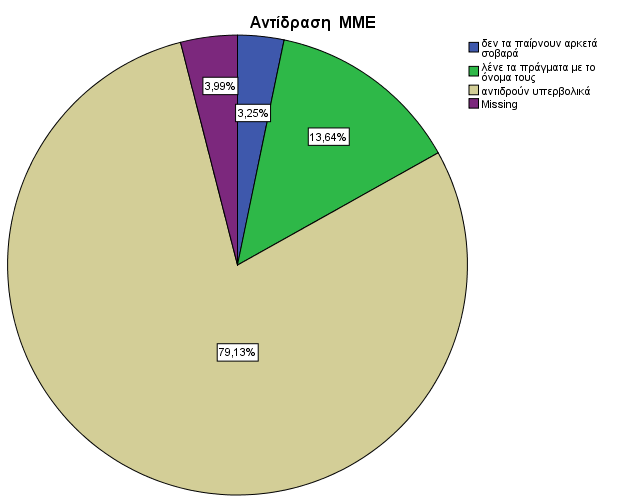 Αντίδραση ΜΜΕ
δεν τα παίρνουν αρκετά
σοβαρά
λένε τα πράγματα με το
όνομα τους
αντιδρούν υπερβολικά
Missing
3,99%
3,25%
13,64%
79,13%